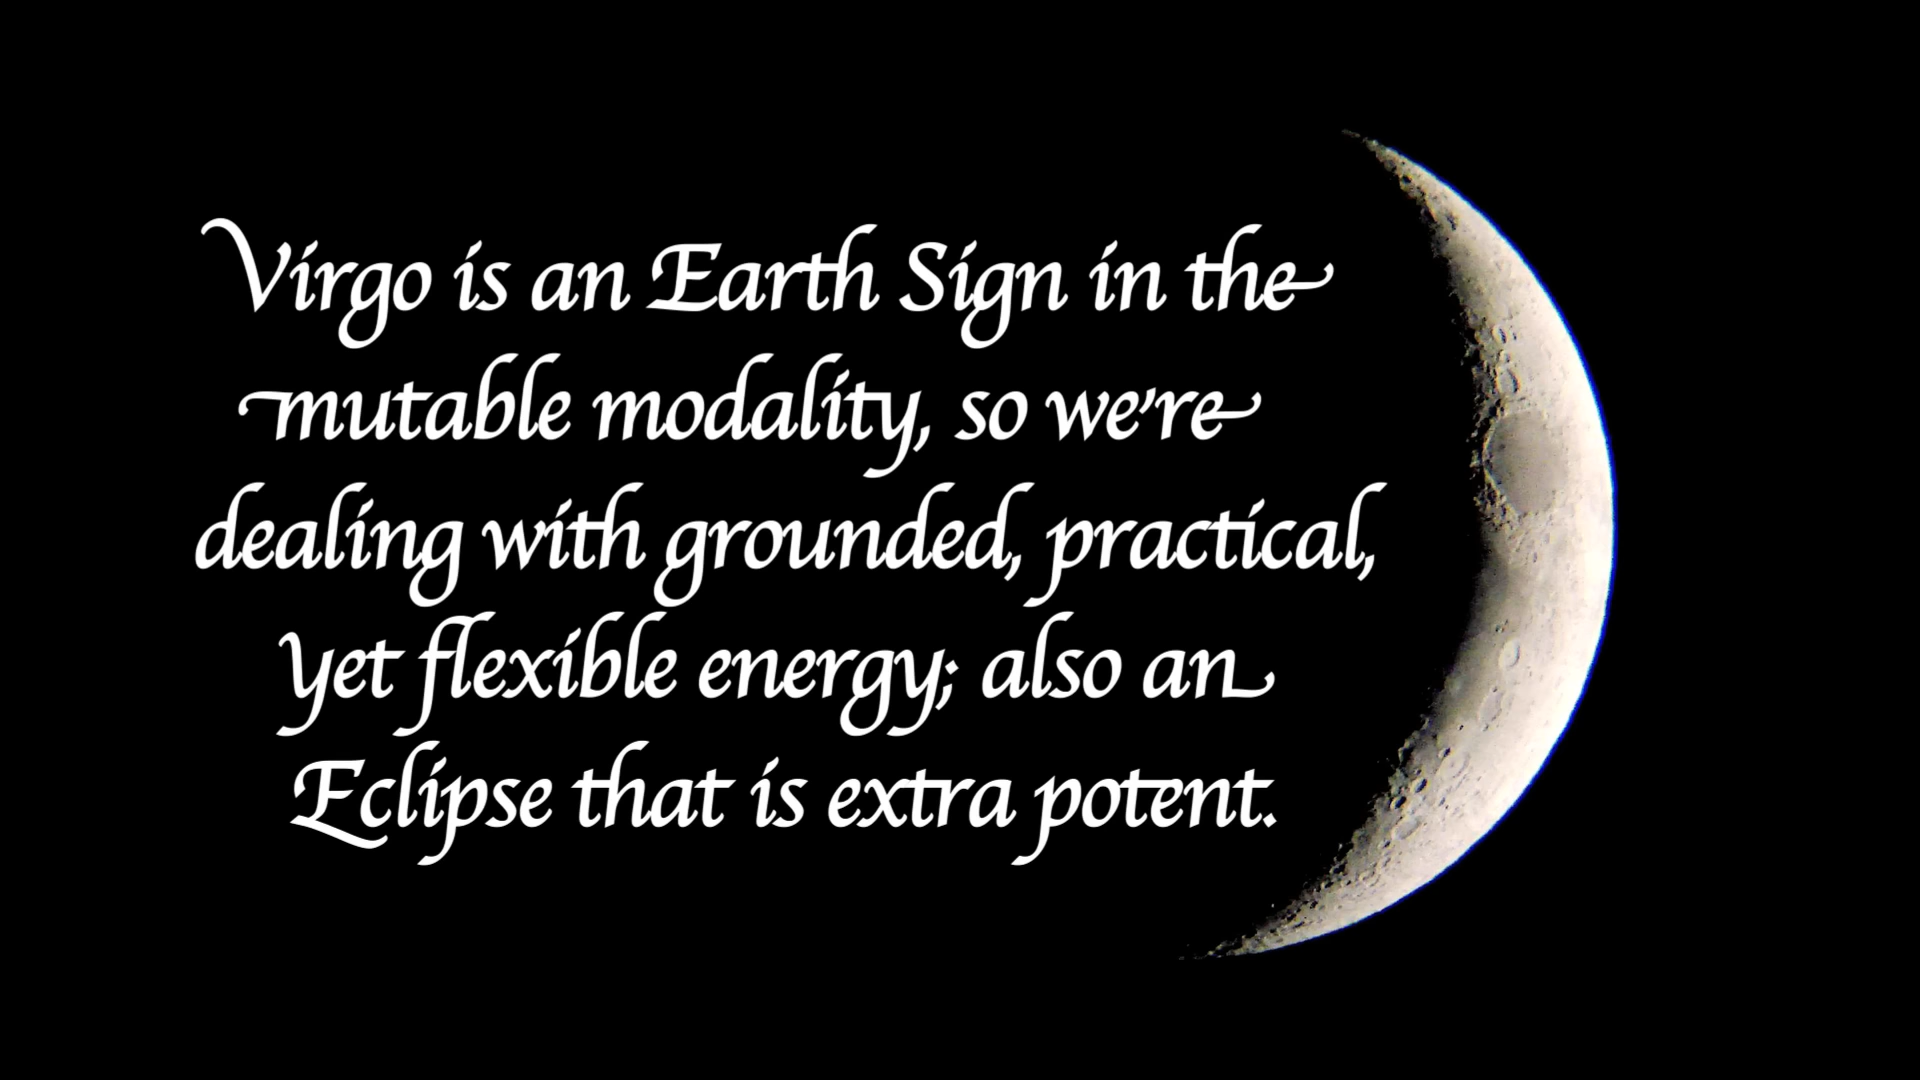 Virgo is an Earth Sign in the
mutable modality, so we're
dealing with grounded, practical,
yet flexible energy; also an
Eclipse that is extra potent.